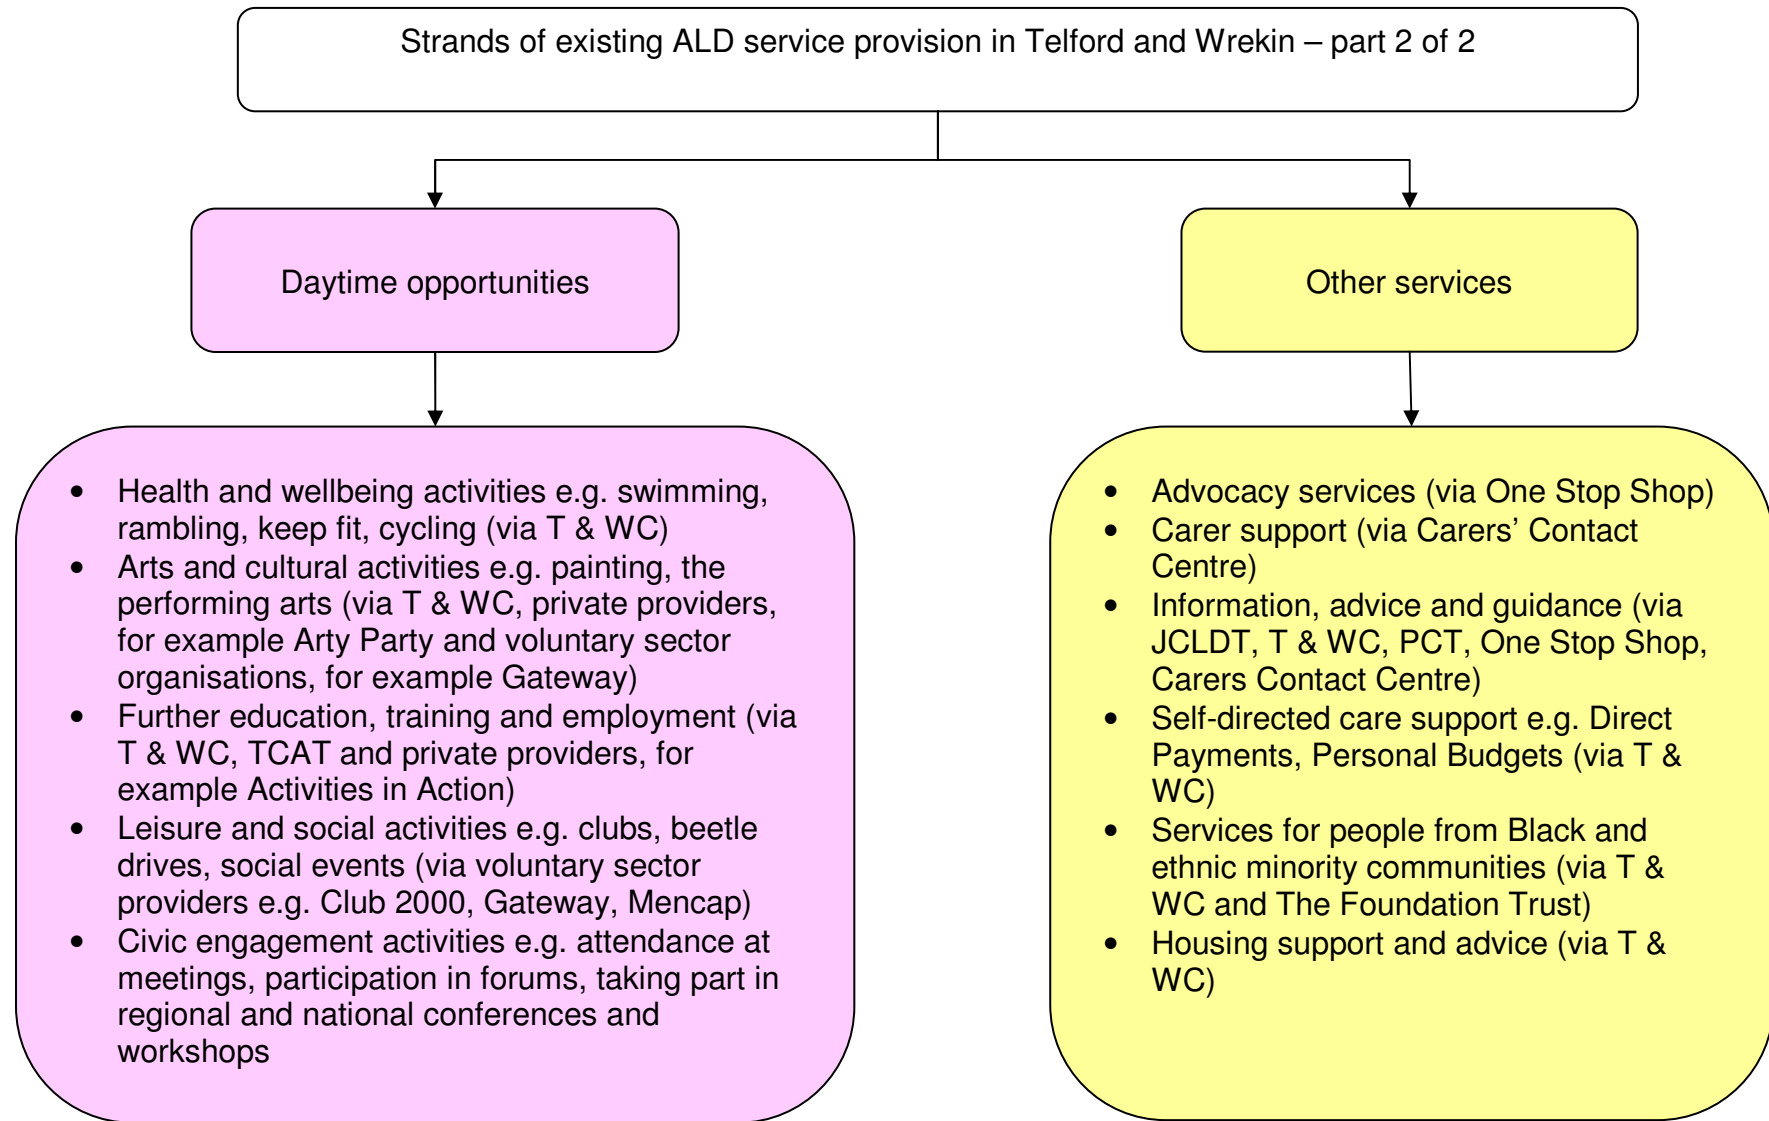 Strands of existing ALD service provision in Telford and Wrekin – part 2 of 2
Daytime opportunities
Other services
• Health and wellbeing activities e.g. swimming,
rambling, keep fit, cycling (via T & WC)
• Arts and cultural activities e.g. painting, the
performing arts (via T & WC, private providers,
for example Arty Party and voluntary sector
organisations, for example Gateway)
• Further education, training and employment (via
T & WC, TCAT and private providers, for
example Activities in Action)
• Leisure and social activities e.g. clubs, beetle
drives, social events (via voluntary sector
providers e.g. Club 2000, Gateway, Mencap)
• Civic engagement activities e.g. attendance at
meetings, participation in forums, taking part in
regional and national conferences and
workshops
• Advocacy services (via One Stop Shop)
• Carer support (via Carers’ Contact
Centre)
• Information, advice and guidance (via
JCLDT, T & WC, PCT, One Stop Shop,
Carers Contact Centre)
• Self-directed care support e.g. Direct
Payments, Personal Budgets (via T &
WC)
• Services for people from Black and
ethnic minority communities (via T &
WC and The Foundation Trust)
• Housing support and advice (via T &
WC)